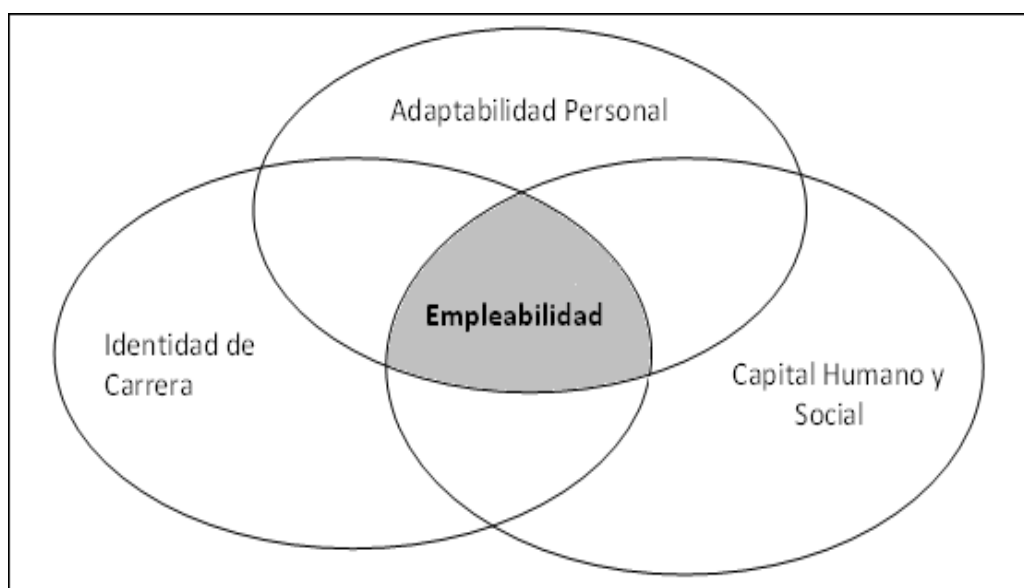 Adaptabilidad Personal
Empleabilidad
Identidad de
Carrera
Capital Humano y
Social